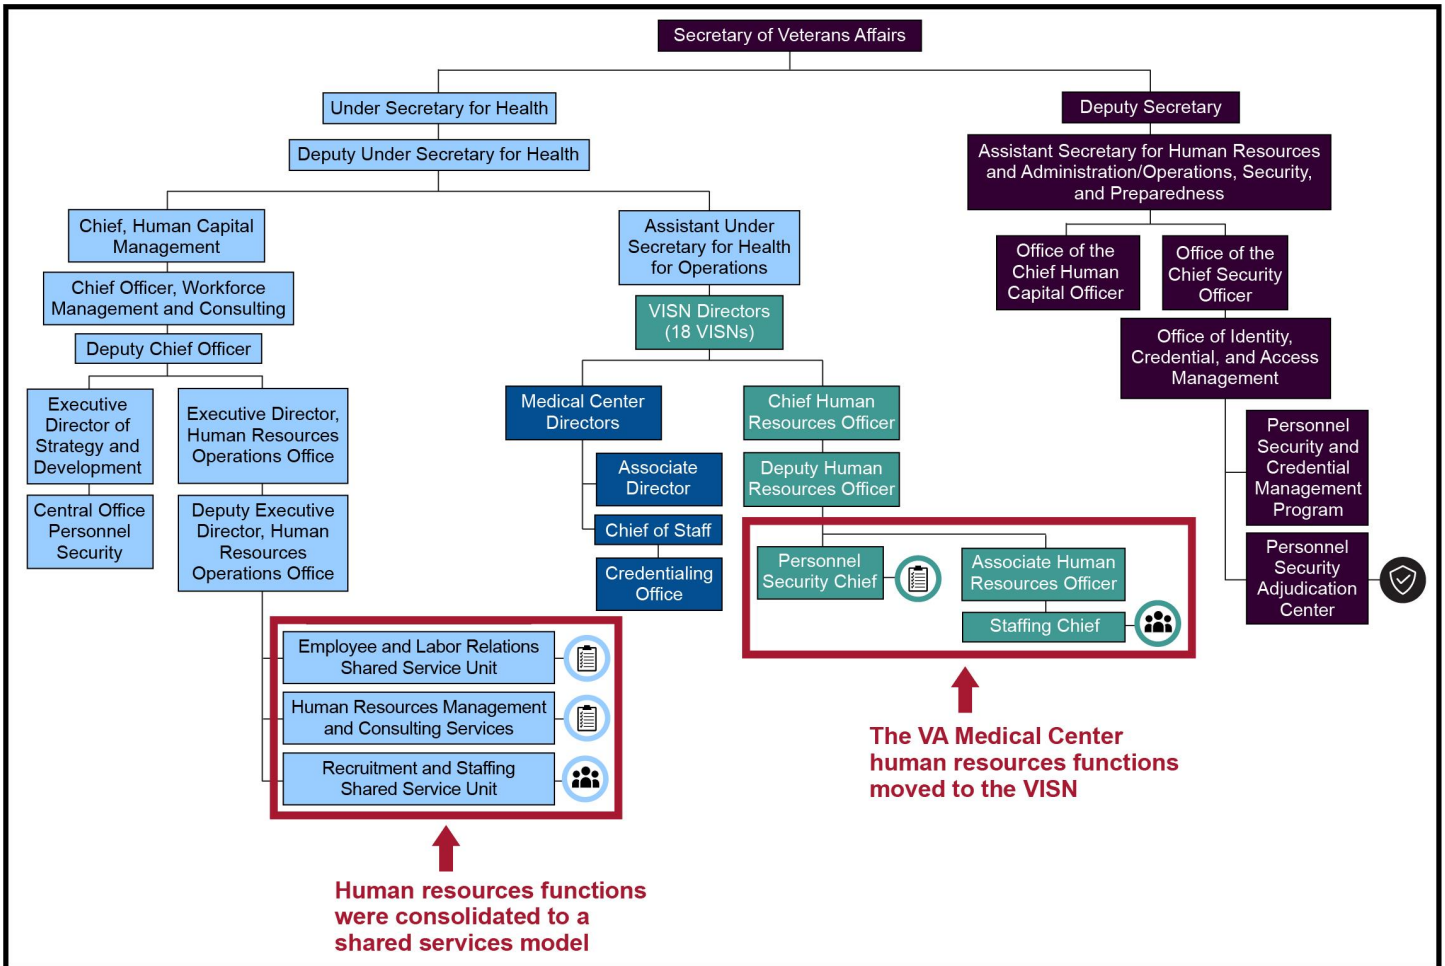 Secretary of Veterans Affairs
Under Secretary for Health
Deputy Under Secretary for Health
Chief, Human Capital
Management
Chief Officer, Workforce
Management and Consulting
Deputy Chief Officer
Executive
Director of
Strategy and
Development
Central Office
Personnel
Security
Executive Director,
Human Resources
Operations Office
Deputy Executive
Director, Human
Resources
Operations Office
Employee and Labor Relations
Shared Service Unit
Human Resources Management
and Consulting Services
Recruitment and Staffing
Shared Service Unit
Human resources functions
were consolidated to a
shared services model
Assistant Under
Secretary for Health
for Operations
VISN Directors
(18 VISNs)
Medical Center
Directors
Associate
Director
Chief of Staff
Credentialing
Office
Chief Human
Resources Officer
Deputy Human
Resources Officer
Personnel
Security Chief
Associate Human
Resources Officer
Staffing Chief
The VA Medical Center
human resources functions
moved to the VISN
Deputy Secretary
Assistant Secretary for Human Resources
and Administration/Operations, Security,
and Preparedness
Office of the
Chief Human
Capital Officer
Office of the
Chief Security
Officer
Office of Identity,
Credential, and Access
Management
Personnel
Security and
Credential
Management
Program
Personnel
Security
Adjudication
Center